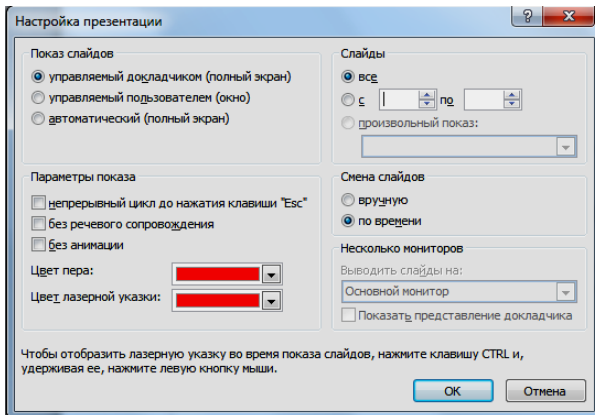 Настройка презентации
Показ слайдов
управляемый докладчиком (полный экран)
управляемый пользователем (окно)
автоматический (полный экран)
Слайды
все
с
по
произвольный показ:
Параметры показа
непрерывный цикл до нажатия клавиши "Esc"
без речевого сопровождения
без анимации
Цвет пера:
Цвет лазерной указки:
Смена слайдов
вручную
по времени
Несколько мониторов
Выводить слайды на:
Основной монитор
Показать представление докладчика
Чтобы отобразить лазерную указку во время показа слайдов, нажмите клавишу CTRL и,
удерживая ее, нажмите левую кнопку мыши.
ОК
Отмена